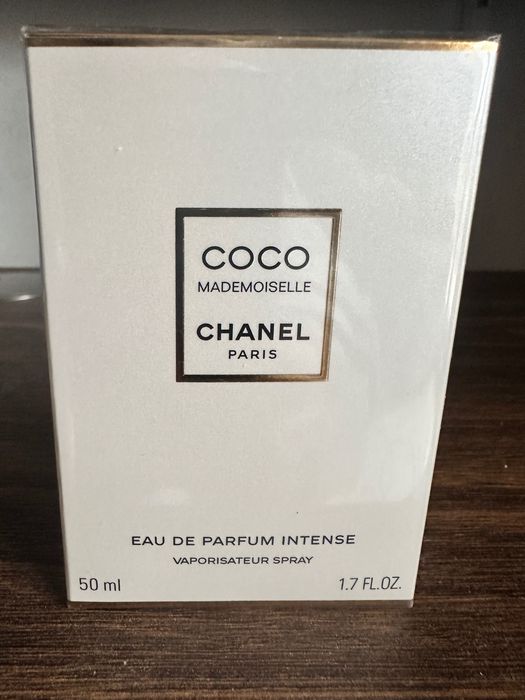 COCO
MADEMOISELLE
CHANEL
PARIS
EAU DE PARFUM INTENSE
VAPORISATEUR SPRAY
50 ml 1.7 FL.OZ.